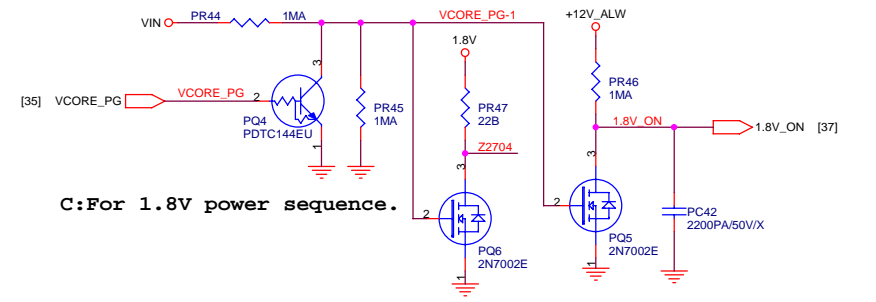 VIN PR44 1MA VCORE_PG-1 +12V_ALW
1.8V
3
[35] VCORE_PG VCORE_PG 2
PR45
1MA
PR47
22B
PR46
1MA
PQ4
PDTC144EU
1
1.8V_ON 1.8V_ON [37]
Z2704
3
3
C:For 1.8V power sequence.
2
2
PC42
2200PA/50V/X
PQ6
2N7002E
PQ5
2N7002E
1
1